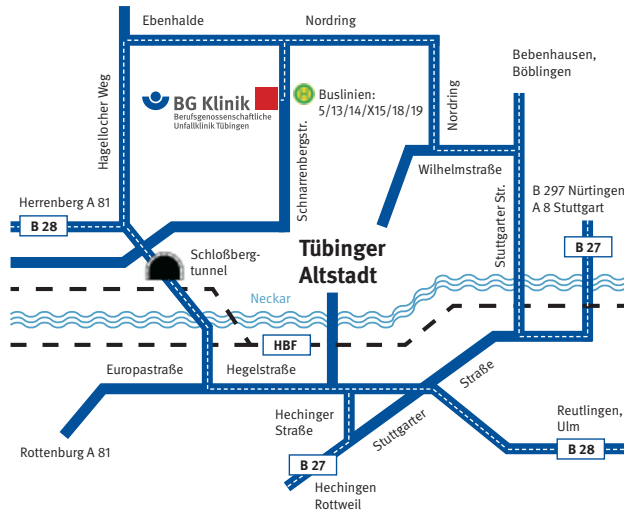 Ebenhalde
Nordring
Bebenhausen,
Böblingen
Hagellocher Weg
BG Klinik
Berufsgenossenschaftliche
Unfallklinik Tübingen
H
Buslinien:
5/13/14/X15/18/19
Nordring
Schnarrenbergstr.
Wilhelmstraße
Stuttgarter Str.
B 297 Nürtingen
A 8 Stuttgart
B 27
Herrenberg A 81
B 28
Schloßberg-
tunnel
Tübinger
Altstadt
Neckar
HBF
Europastraße
Hegelstraße
Straße
Stuttgarter
Hechinger
Straße
Reutlingen,
Ulm
B 28
Rottenburg A 81
B 27
Hechingen
Rottweil